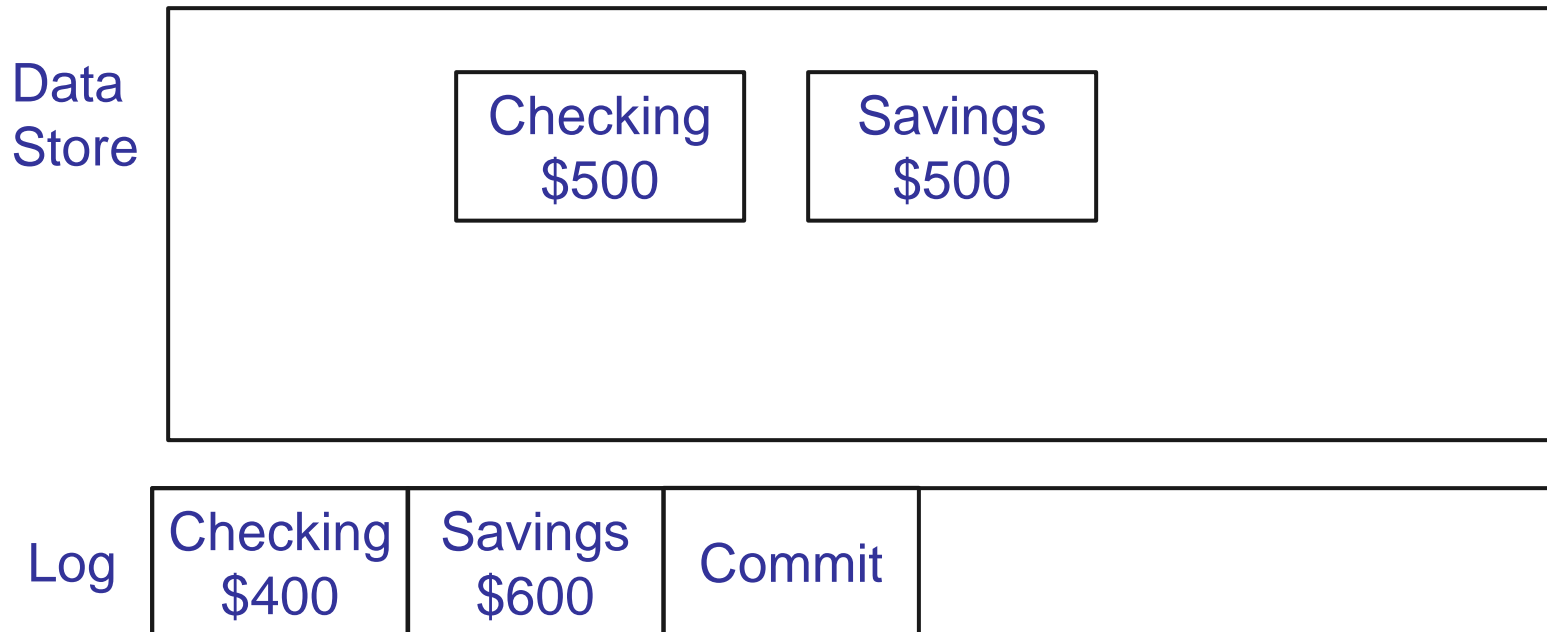 Data
Store
Checking
$500
Savings
$500
Log
Checking
$400
Savings
$600
Commit